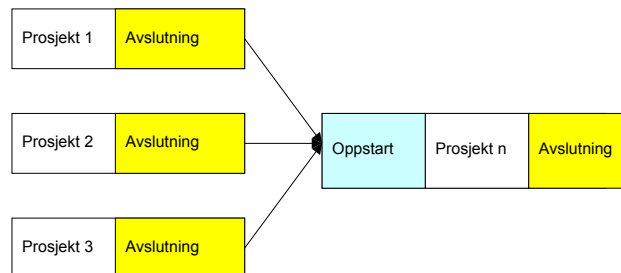 Prosjekt 1 Avslutning
Prosjekt 2 Avslutning
Oppstart Prosjekt n Avslutning
Prosjekt 3 Avslutning